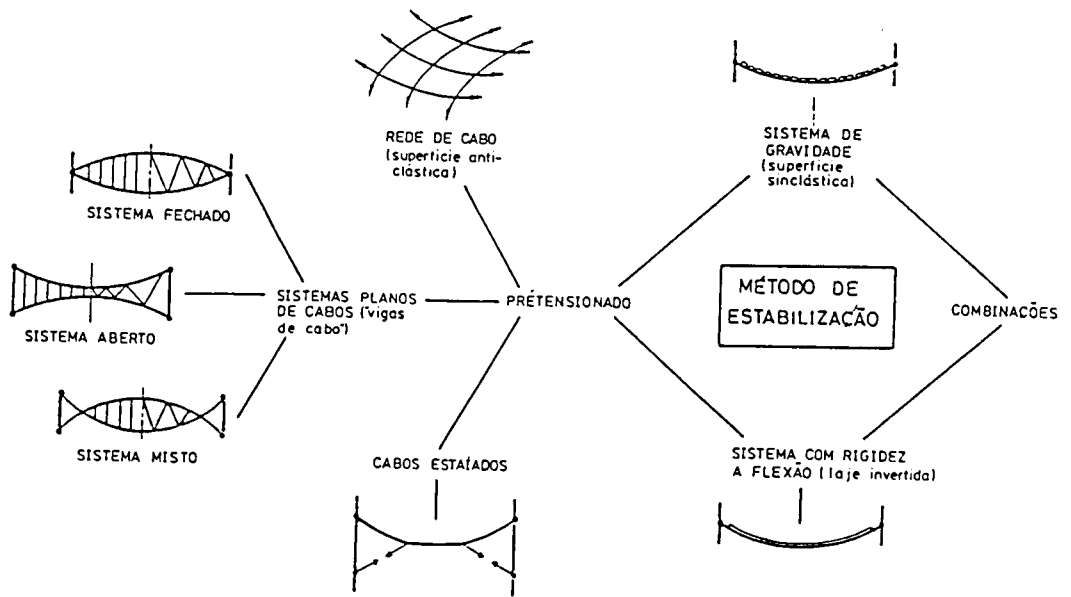 REDE DE CABO
(superficie anti-
clástica)
SISTEMA DE
GRAVIDADE
(superficie
sinclástica)
SISTEMA FECHADO
SISTEMA ABERTO
SISTEMA MISTO
SISTEMAS PLANOS
DE CABOS ("vigas
de cabo")
PRÉTENSIONADO
MÉTODO DE
ESTABILIZAÇÃO
COMBINAÇÕES
CABOS ESTAÍADOS
SISTEMA COM RIGIDEZ
A FLEXÃO (laje invertida)